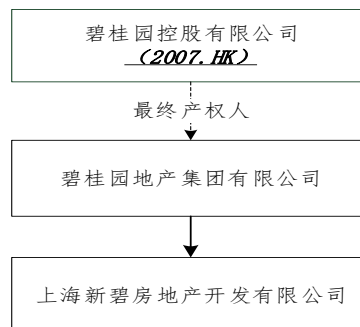 碧桂园控股有限公司
(2007.HK)
最终产权人
碧桂园地产集团有限公司
上海新碧房地产开发有限公司